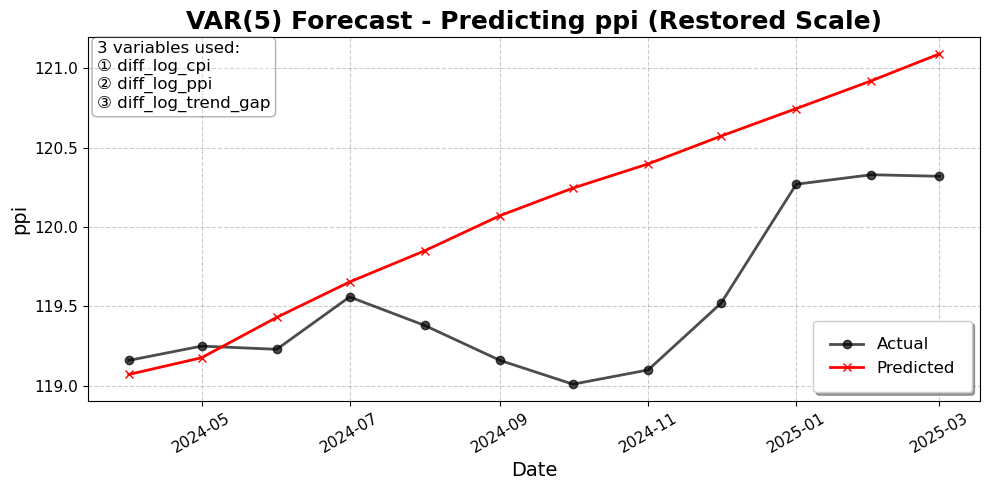 VAR(5) Forecast - Predicting ppi (Restored Scale)
3 variables used:
① diff_log_cpi
② diff_log_ppi
③ diff_log_trend_gap
121.0
120.5
120.0
119.5
119.0
ppi
Actual
Predicted
2024-05
2024-07
2024-09
2024-11
2025-01
2025-03
Date